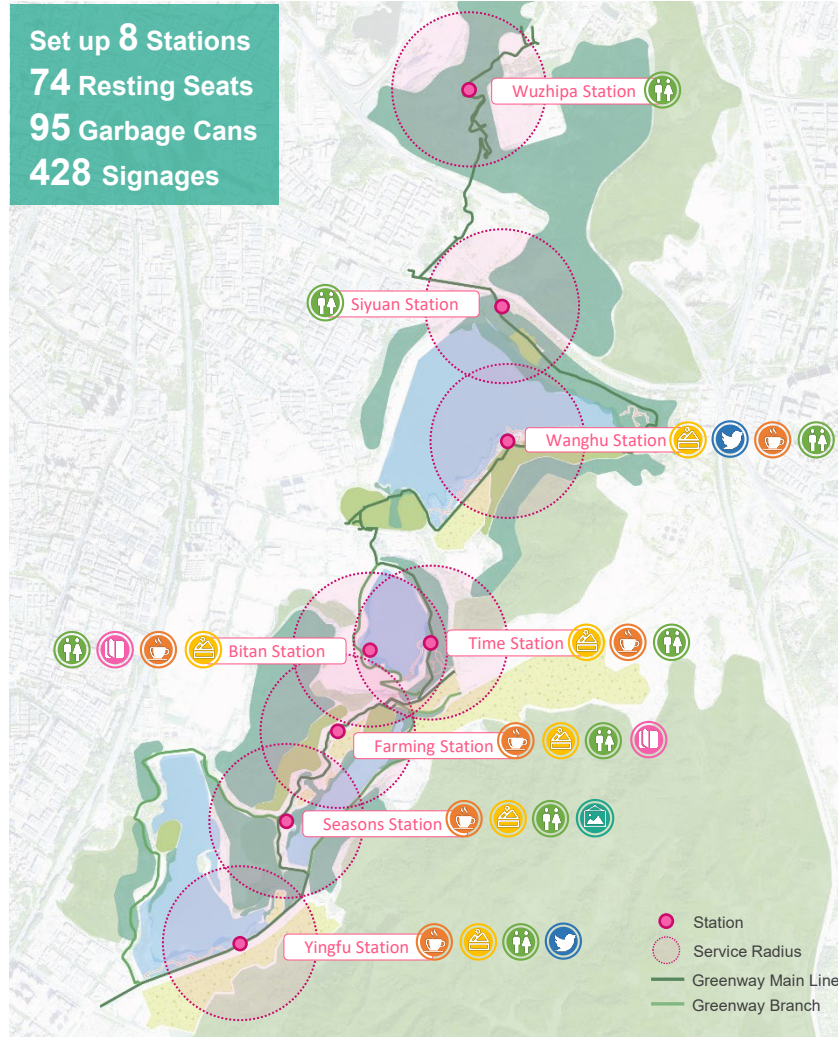 Set up 8 Stations
74 Resting Seats
95 Garbage Cans
428 Signages
Wuzhipa Station
Siyuan Station
Wanghu Station
Bitan Station
Time Station
Farming Station
Seasons Station
Yingfu Station
Station
Service Radius
Greenway Main Line
Greenway Branch